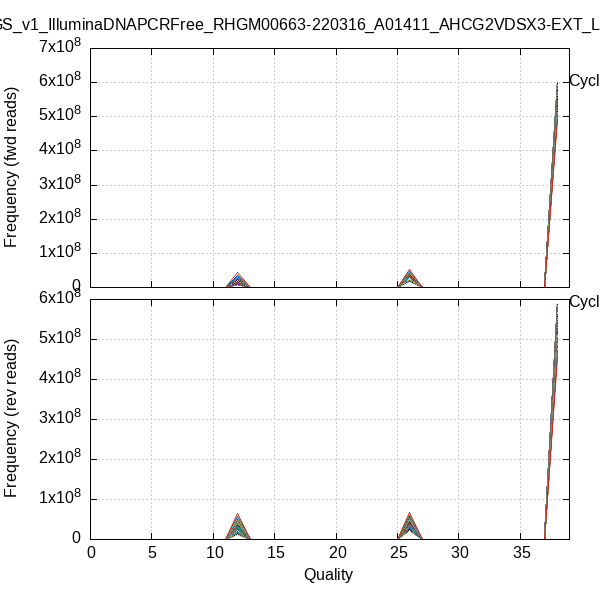 GS_v1_IlluminaDNAPCRFree_RHGM00663-220316_A01411_AHCG2VDSX3-EXT_L
7x10^8
6x10^8
5x10^8
4x10^8
3x10^8
2x10^8
1x10^8
0
Frequency (fwd reads)
Cycl
6x10^8
5x10^8
4x10^8
3x10^8
2x10^8
1x10^8
0
Frequency (rev reads)
Cycl
0 5 10 15 20 25 30 35
Quality